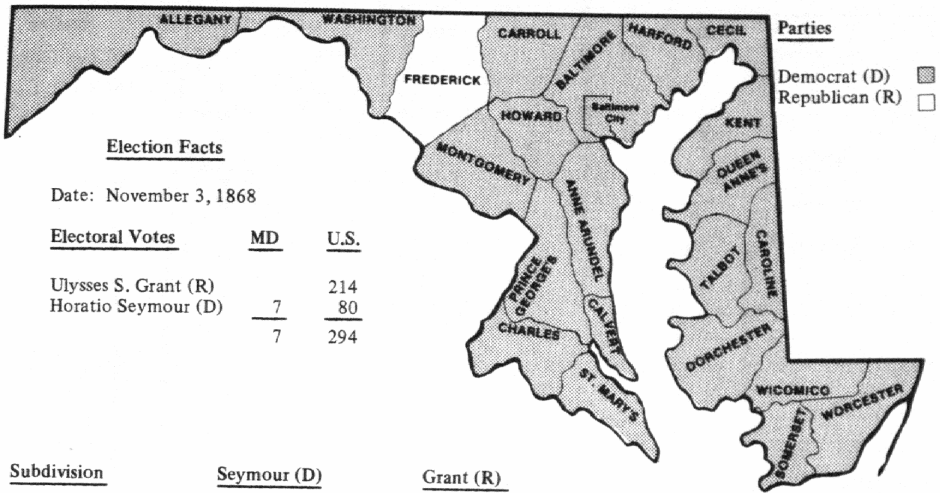 ALLEGANY
WASHINGTON
FREDERICK
CARROLL
BALTIMORE
HARFORD
CECIL
Parties
Democrat (D)
Republican (R)
Baltimore
City
HOWARD
MONTGOMERY
KENT
QUEEN
ANNE'S
ANNE ARUNDEL
PRINCE
GEORGE'S
CALVERT
CHARLES
ST. MARY'S
TALBOT
CAROLINE
DORCHESTER
WICOMICO
WORCESTER
SOMERSET
Election Facts
Date: November 3, 1868
Electoral Votes MD U.S.
Ulysses S. Grant (R) 214
Horatio Seymour (D) 7 80
7 294
Subdivision Seymour (D) Grant (R)